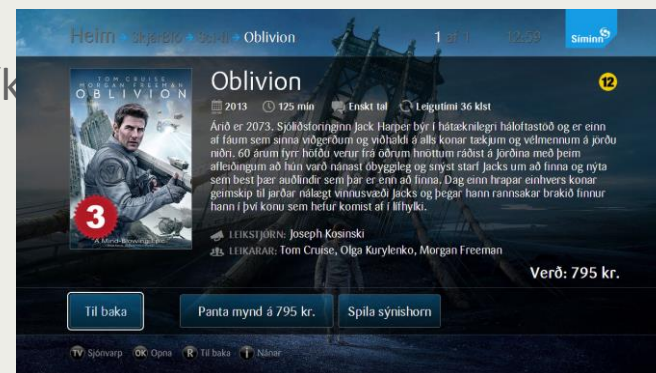 Heim SkjárBíó Sci-fi Oblivion 1 of 1 12:59 Síminn
TOM CRUISE
MORGAN FREEMAN
OBLIVION
3
Oblivion
12
2013 125 mín Enskt tal Leigutími 36 klst
Árið er 2073. Sjóliðsforinginn Jack Harper býr í hátæknilegri háloftastöð og er einn
af fáum sem sinna viðgerðum og viðhaldi á alls konar tækjum og vélmennum á jörðu
niðri. 60 árum fyrr höfðu verur frá öðrum hnöttum ráðist á jörðina með þeim
afleiðingum að hún varð nánast óbyggileg og snýst starf Jacks um að finna og nýta
sem best þær auðlindir sem þar er enn að finna. Dag einn hrapar einhvers konar
geimskip til jarðar nálægt vinnusvæði Jacks og þegar hann rannsakar brakið finnur
hann í því konu sem hefur komist af í lífhylki.
LEIKSTJÓRN: Joseph Kosinski
LEIKARAR: Tom Cruise, Olga Kurylenko, Morgan Freeman
Verð: 795 kr.
Til baka Panta mynd á 795 kr. Spila sýnishorn
TV Sjónvarp OK Opna R Til baka i Nánar